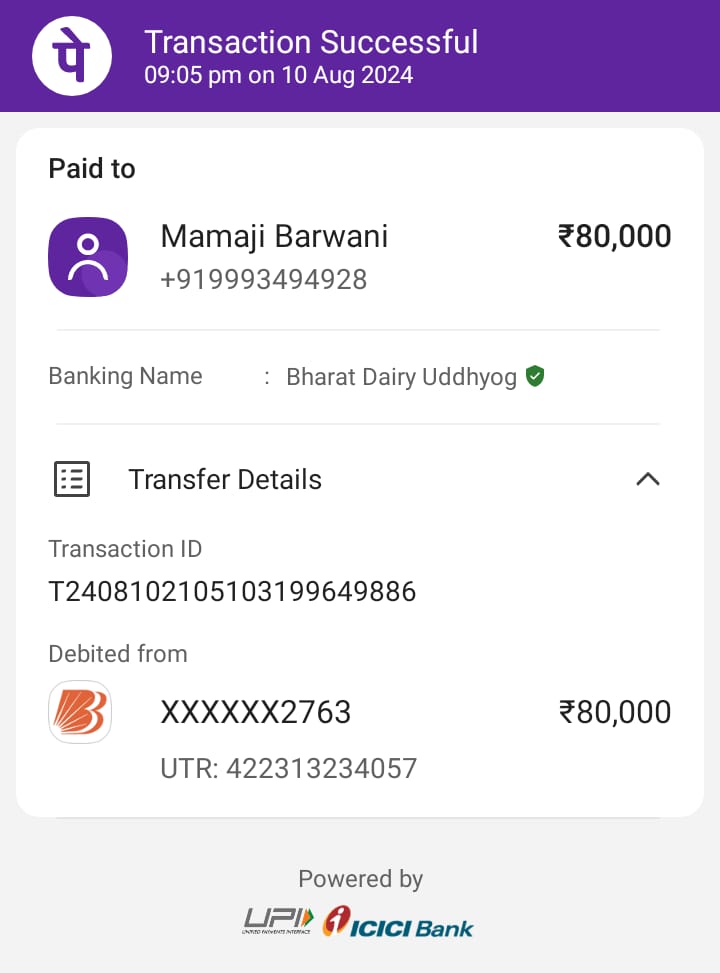 पे
Transaction Successful
09:05 pm on 10 Aug 2024
Paid to
Mamaji Barwani ₹80,000
+919993494928
Banking Name : Bharat Dairy Uddhyog
Transfer Details
Transaction ID
T2408102105103199649886
Debited from
XXXXXX2763 ₹80,000
UTR: 422313234057
Powered by
UPI ICICI Bank
UNIFIED PAYMENTS INTERFACE